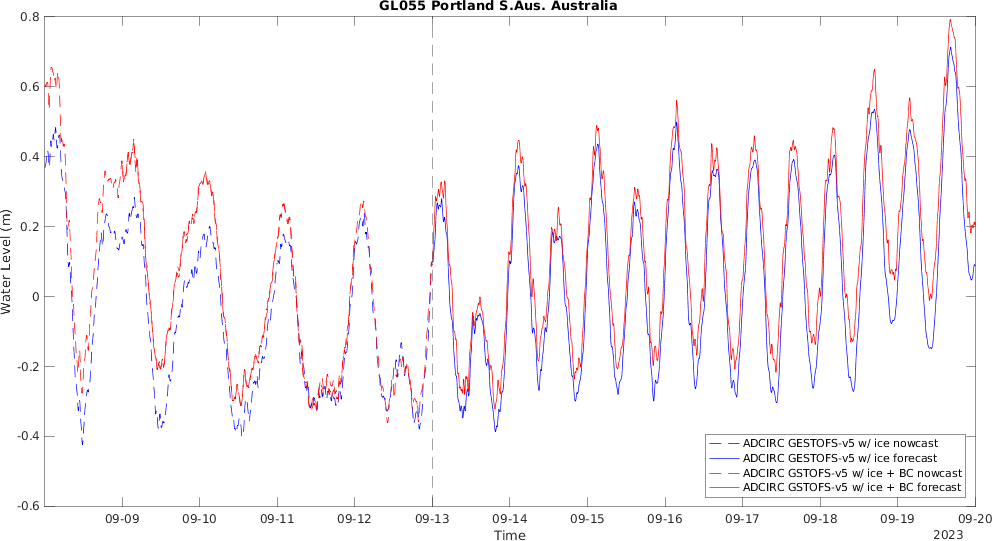 GL055 Portland S.Aus. Australia
0.8
0.6
0.4
0.2
0
-0.2
-0.4
-0.6
Water Level (m)
ADCIRC GESTOFS-v5 w/ ice nowcast
ADCIRC GESTOFS-v5 w/ ice forecast
ADCIRC GSTOFS-v5 w/ ice + BC nowcast
ADCIRC GSTOFS-v5 w/ ice + BC forecast
09-09 09-10 09-11 09-12 09-13 09-14 09-15 09-16 09-17 09-18 09-19 09-20
Time
2023